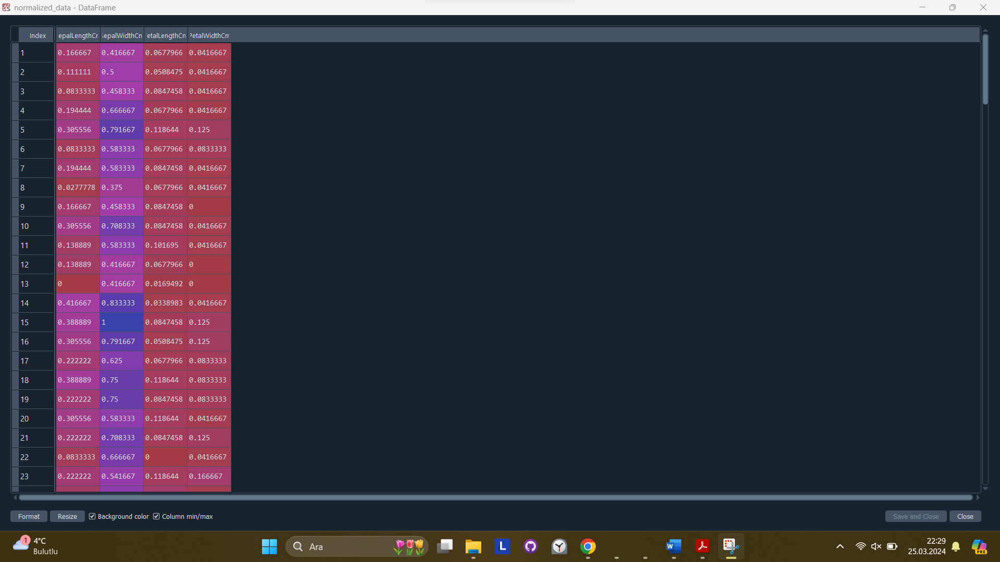 normalized_data - DataFrame
Index epalLengthCr SepalWidthCn etalLengthCn PetalWidthCm
1 0.166667 0.416667 0.0677966 0.0416667
2 0.111111 0.5 0.0508475 0.0416667
3 0.0833333 0.458333 0.0847458 0.0416667
4 0.194444 0.666667 0.0677966 0.0416667
5 0.305556 0.791667 0.118644 0.125
6 0.0833333 0.583333 0.0677966 0.0833333
7 0.194444 0.583333 0.0847458 0.0416667
8 0.0277778 0.375 0.0677966 0.0416667
9 0.166667 0.458333 0.0847458 0
10 0.305556 0.708333 0.0847458 0.0416667
11 0.138889 0.583333 0.101695 0.0416667
12 0.138889 0.416667 0.0677966 0
13 0 0.416667 0.0169492 0
14 0.416667 0.833333 0.0338983 0.0416667
15 0.388889 1 0.0847458 0.125
16 0.305556 0.791667 0.0508475 0.125
17 0.222222 0.625 0.0677966 0.0833333
18 0.388889 0.75 0.118644 0.0833333
19 0.222222 0.75 0.0847458 0.0833333
20 0.305556 0.583333 0.118644 0.0416667
21 0.222222 0.708333 0.0847458 0.125
22 0.0833333 0.666667 0 0.0416667
23 0.222222 0.541667 0.118644 0.166667
Format Resize Background color Column min/max Save and Close Close
1 4°C
Bulutlu
Ara
L
W
22:29
25.03.2024
PRE